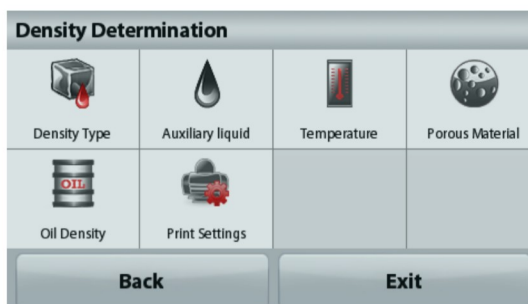 Density Determination
Density Type
Auxiliary liquid
Temperature
Porous Material
OIL
Oil Density
Print Settings
Back
Exit